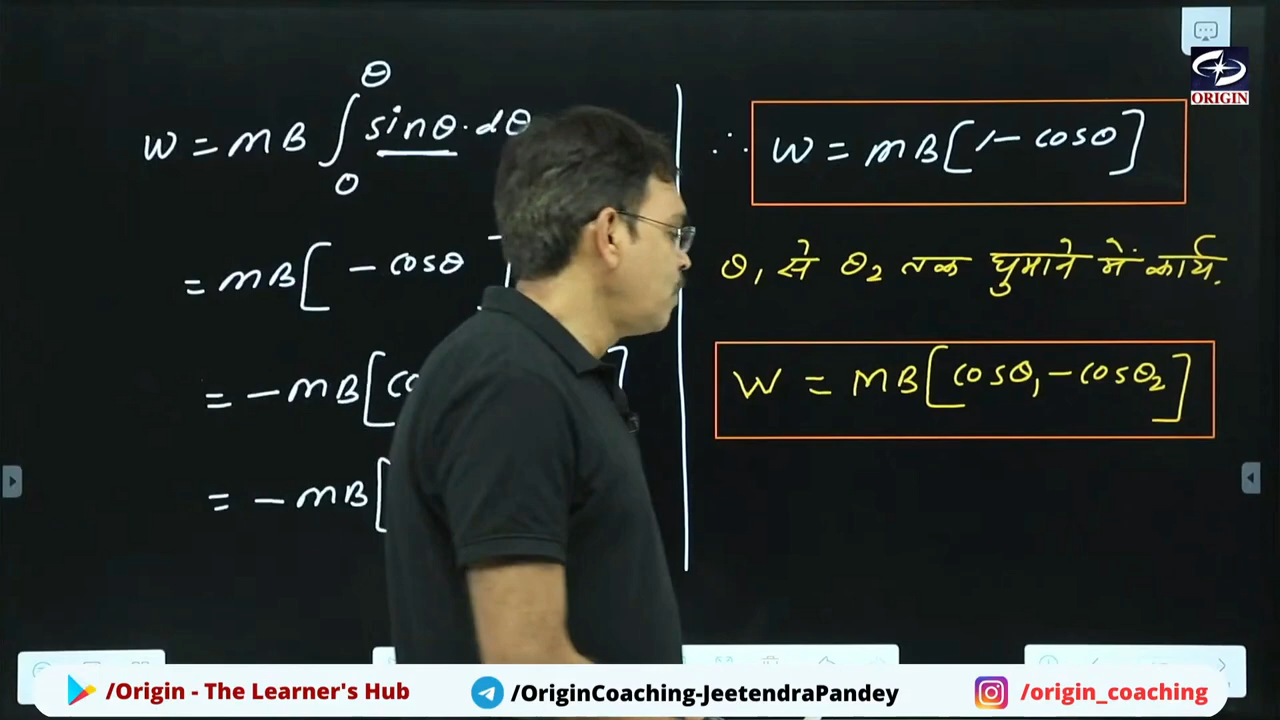 W = MB ∫₀^θ sinθ·dθ
= MB[ -cosθ ]
= -MB[
= -MB[
∴ W = MB[1-cosθ]
θ₁ से θ₂ तक घुमाने में कार्य.
W = MB[cosθ₁-cosθ₂]
ORIGIN
/Origin - The Learner's Hub
/OriginCoaching-JeetendraPandey
/origin_coaching